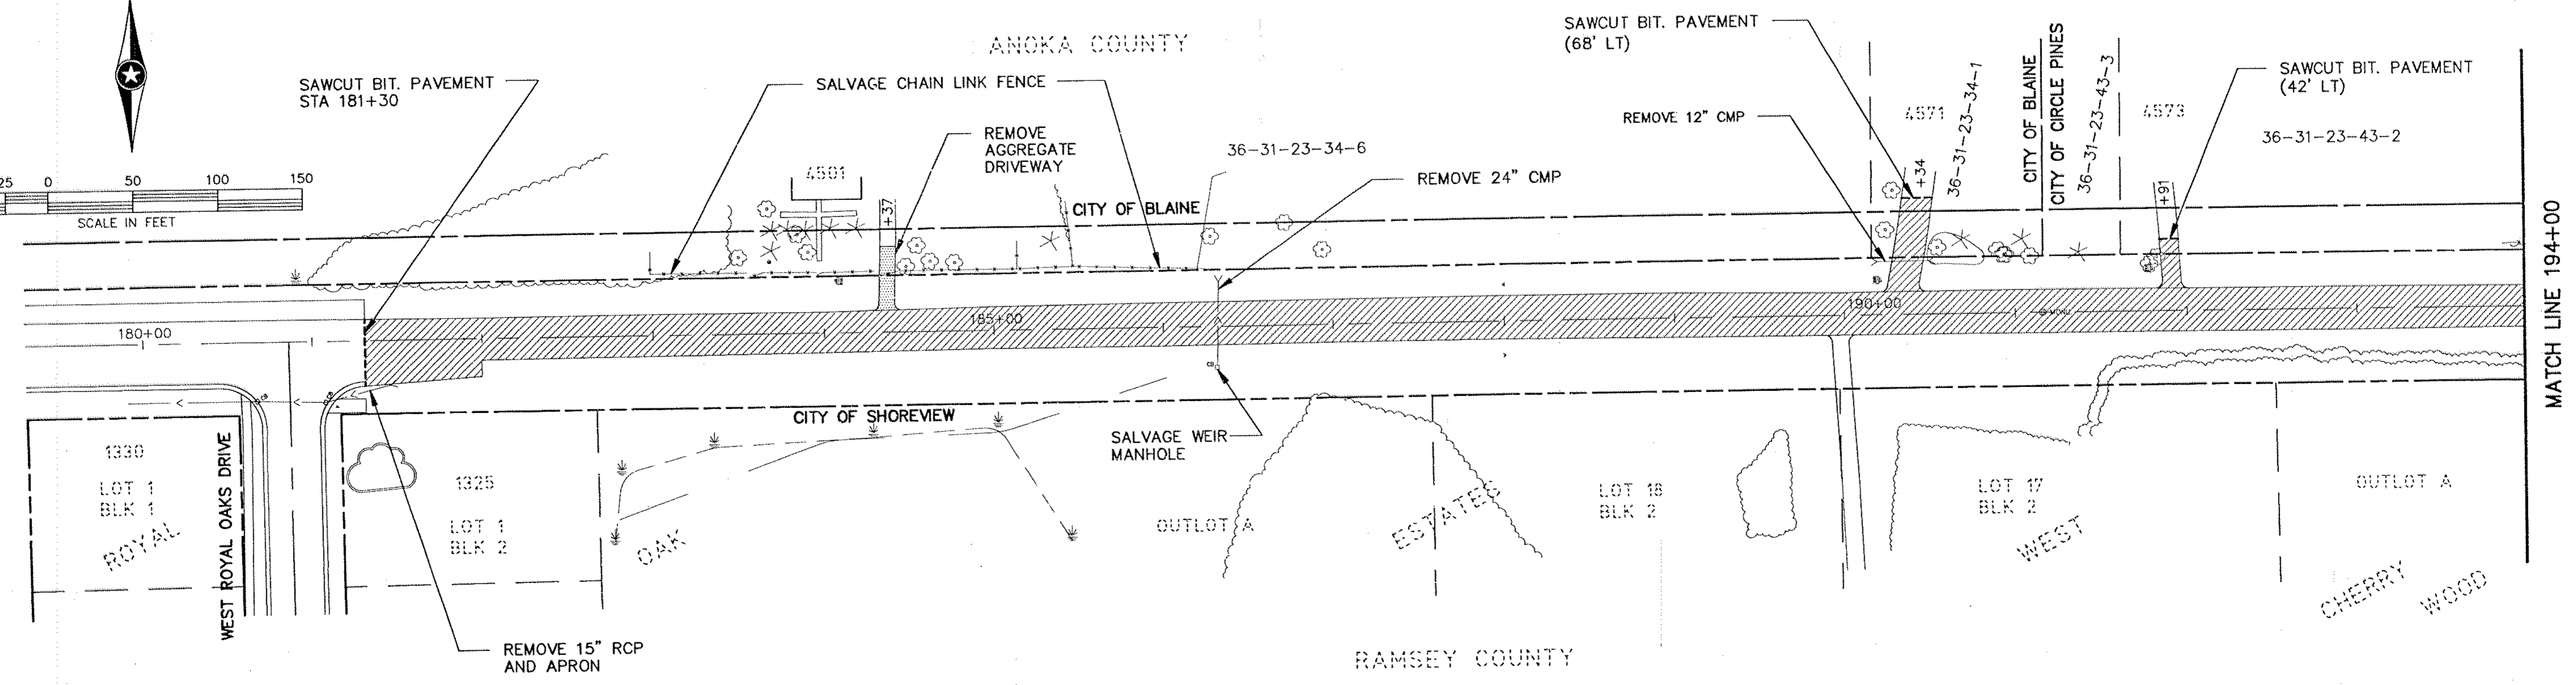 ANOKA COUNTY
SAWCUT BIT. PAVEMENT
(68' LT)
SAWCUT BIT. PAVEMENT
STA 181+30
SALVAGE CHAIN LINK FENCE
SAWCUT BIT. PAVEMENT
(42' LT)
REMOVE
AGGREGATE
DRIVEWAY
36-31-23-34-6
REMOVE 12" CMP
4571
36-31-23-34-1
CITY OF BLAINE
CITY OF CIRCLE PINES
36-31-23-43-3
4573
36-31-23-43-2
25 0 50 100 150
SCALE IN FEET
4501
+37
REMOVE 24" CMP
CITY OF BLAINE
+34
+91
MATCH LINE 194+00
180+00
185+00
190+00
MONU
CB
CB
CB
CITY OF SHOREVIEW
SALVAGE WEIR
MANHOLE
WEST ROYAL OAKS DRIVE
1330
LOT 1
BLK 1
ROYAL
1325
LOT 1
BLK 2
OAK
OUTLOT A
ESTATES
LOT 18
BLK 2
LOT 17
BLK 2
WEST
OUTLOT A
CHERRY
WOOD
REMOVE 15" RCP
AND APRON
RAMSEY COUNTY